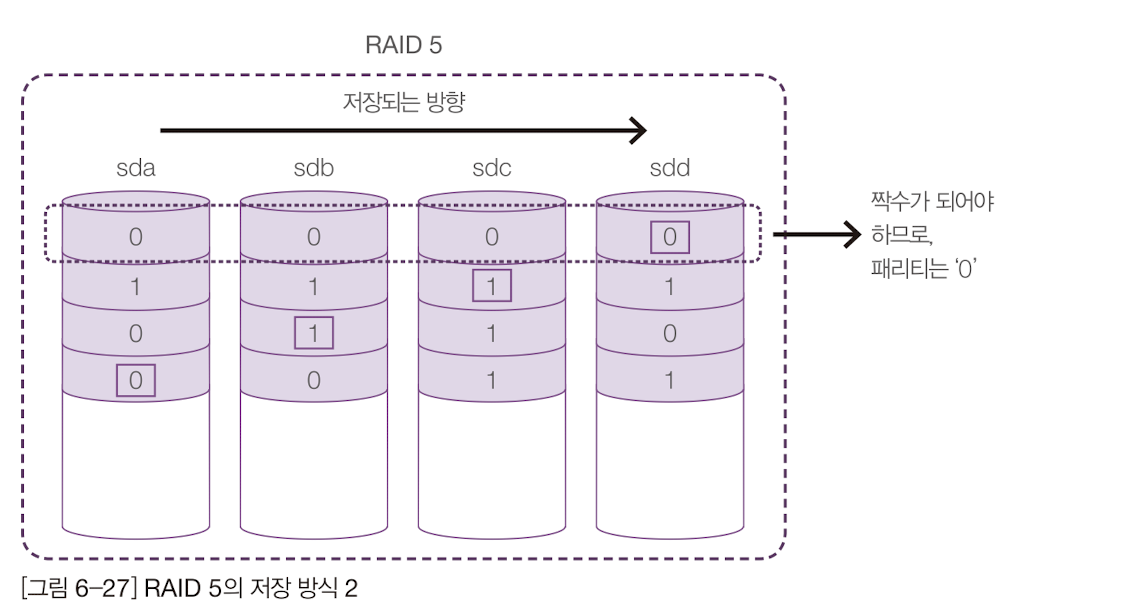 RAID 5
저장되는 방향
sda sdb sdc sdd
0 0 0 0
1 1 1 1
0 1 1 0
0 0 1 1
짝수가 되어야
하므로,
패리티는 ‘0’
[그림 6–27] RAID 5의 저장 방식 2